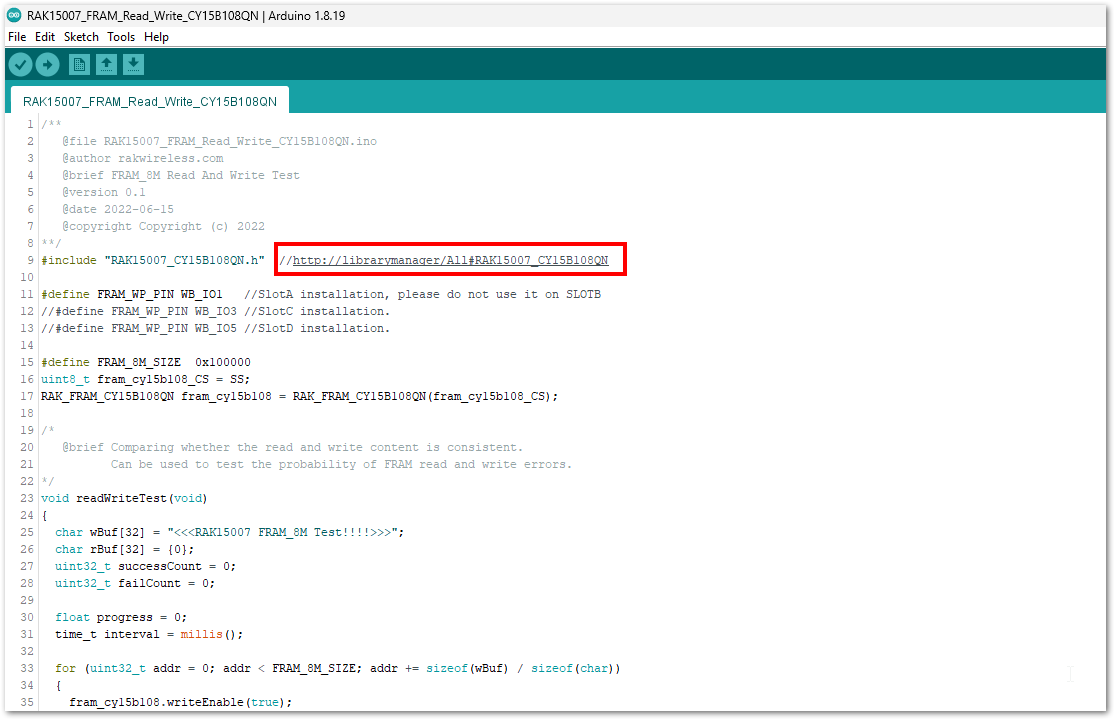 RAK15007_FRAM_Read_Write_CY15B108QN | Arduino 1.8.19
File Edit Sketch Tools Help
RAK15007_FRAM_Read_Write_CY15B108QN
1 /**
2    @file RAK15007_FRAM_Read_Write_CY15B108QN.ino
3    @author rakwireless.com
4    @brief FRAM_8M Read And Write Test
5    @version 0.1
6    @date 2022-06-15
7    @copyright Copyright (c) 2022
8 **/
9 #include "RAK15007_CY15B108QN.h"  //http://librarymanager/All#RAK15007_CY15B108QN
10
11 #define FRAM_WP_PIN WB_IO1   //SlotA installation, please do not use it on SLOTB
12 //#define FRAM_WP_PIN WB_IO3 //SlotC installation.
13 //#define FRAM_WP_PIN WB_IO5 //SlotD installation.
14
15 #define FRAM_8M_SIZE  0x100000
16 uint8_t fram_cy15b108_CS = SS;
17 RAK_FRAM_CY15B108QN fram_cy15b108 = RAK_FRAM_CY15B108QN(fram_cy15b108_CS);
18
19 /*
20    @brief Comparing whether the read and write content is consistent.
21           Can be used to test the probability of FRAM read and write errors.
22 */
23 void readWriteTest(void)
24 {
25   char wBuf[32] = "<<<RAK15007 FRAM_8M Test!!!!>>>";
26   char rBuf[32] = {0};
27   uint32_t successCount = 0;
28   uint32_t failCount = 0;
29
30   float progress = 0;
31   time_t interval = millis();
32
33   for (uint32_t addr = 0; addr < FRAM_8M_SIZE; addr += sizeof(wBuf) / sizeof(char))
34   {
35     fram_cy15b108.writeEnable(true);